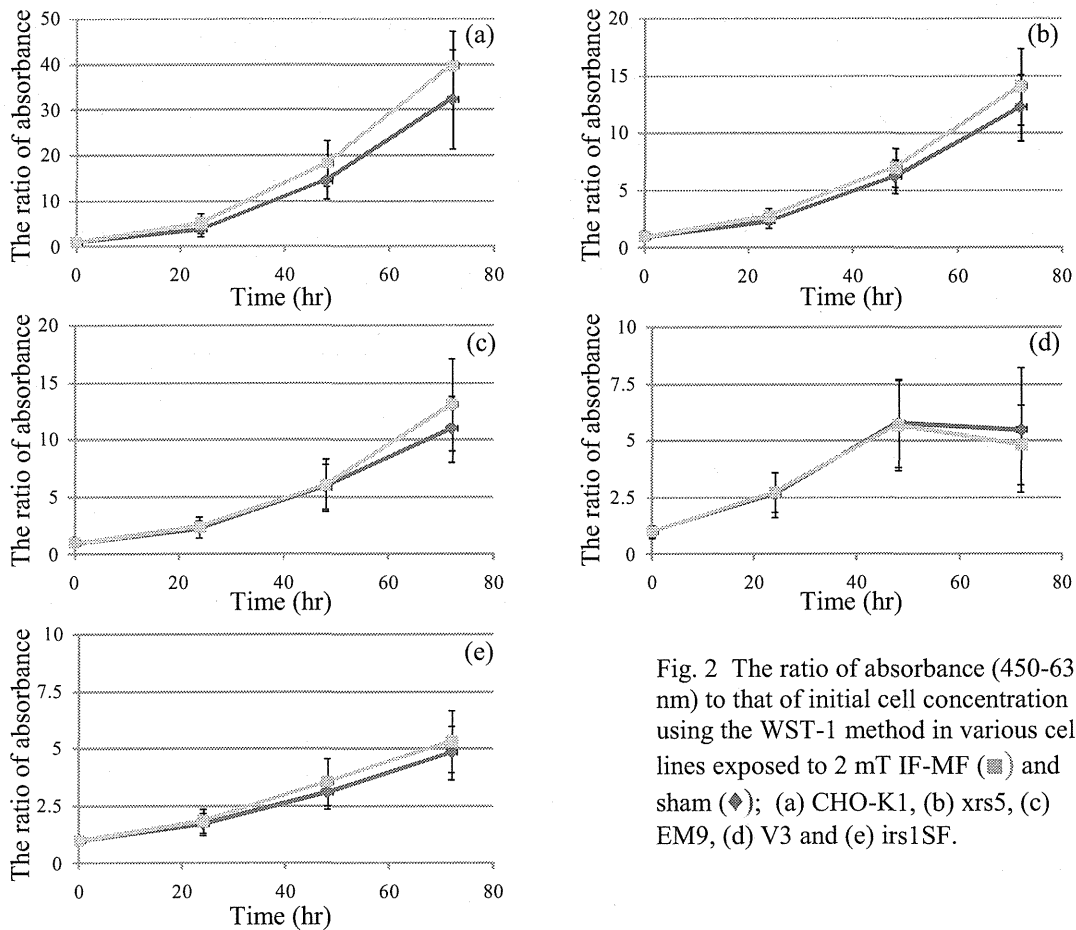 The ratio of absorbance
50
40
30
20
10
0
(a)
0 20 40 60 80
Time (hr)
The ratio of absorbance
20
15
10
5
0
(b)
0 20 40 60 80
Time (hr)
The ratio of absorbance
20
15
10
5
0
(c)
0 20 40 60 80
Time (hr)
The ratio of absorbance
10
7.5
5
2.5
0
(d)
0 20 40 60 80
Time (hr)
The ratio of absorbance
10
7.5
5
2.5
0
(e)
0 20 40 60 80
Time (hr)
Fig. 2 The ratio of absorbance (450-63
nm) to that of initial cell concentration
using the WST-1 method in various cel
lines exposed to 2 mT IF-MF (■) and
sham (◆); (a) CHO-K1, (b) xrs5, (c)
EM9, (d) V3 and (e) irs1SF.